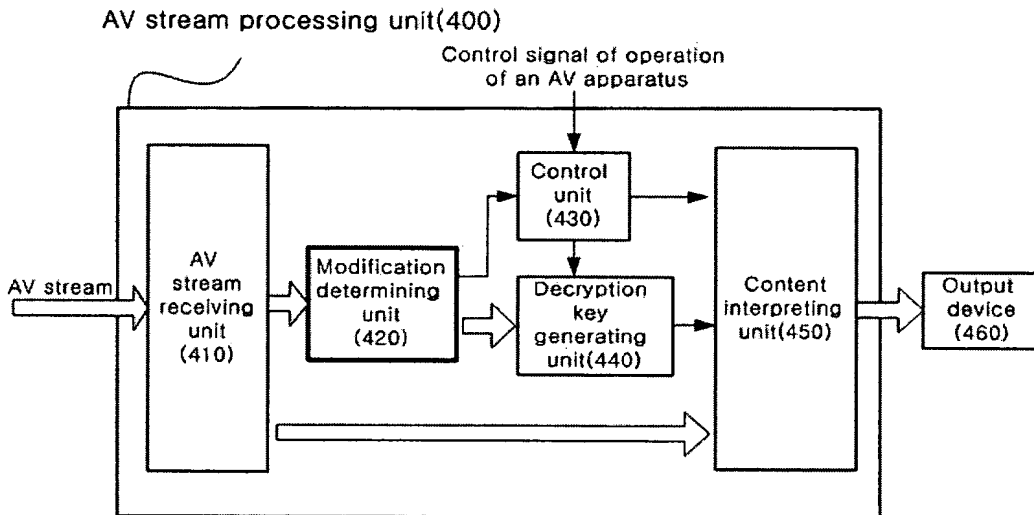 AV stream processing unit(400)
Control signal of operation
of an AV apparatus
AV stream
AV
stream
receiving
unit
(410)
Modification
determining
unit
(420)
Control
unit
(430)
Decryption
key
generating
unit(440)
Content
interpreting
unit(450)
Output
device
(460)